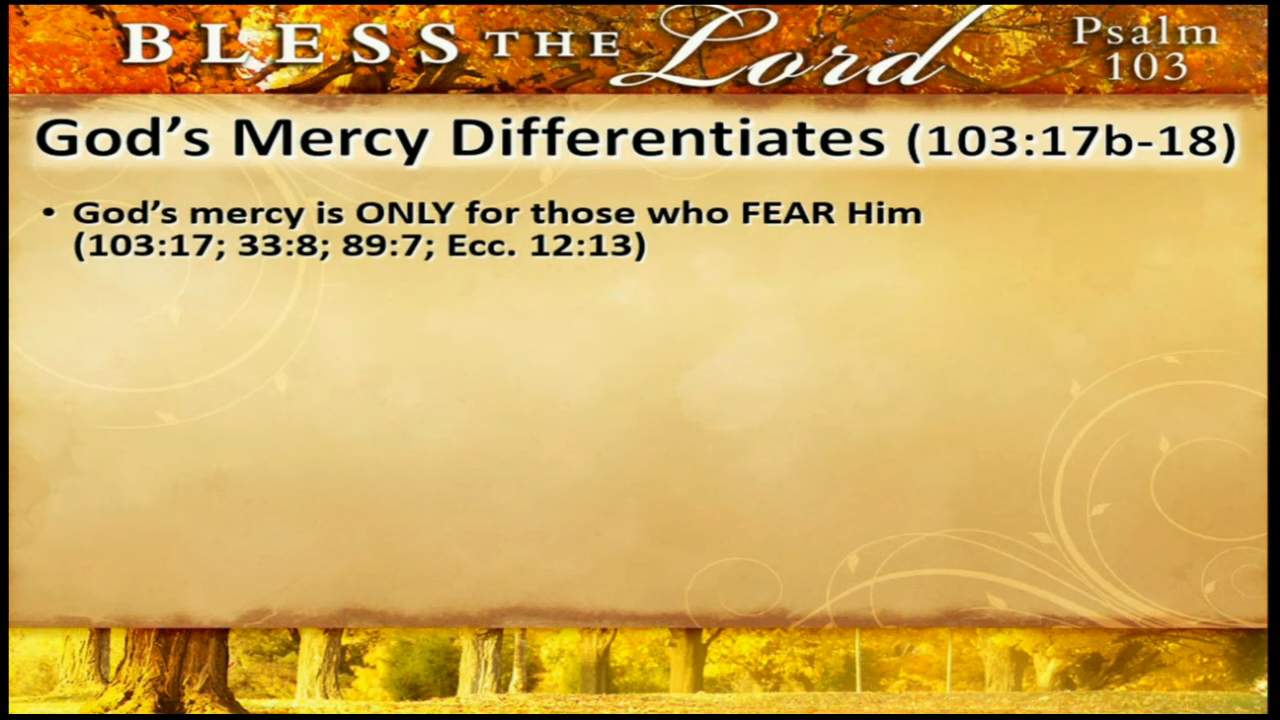 BLESS THE Lord
Psalm
103
God's Mercy Differentiates (103:17b-18)
• God's mercy is ONLY for those who FEAR Him
(103:17; 33:8; 89:7; Ecc. 12:13)